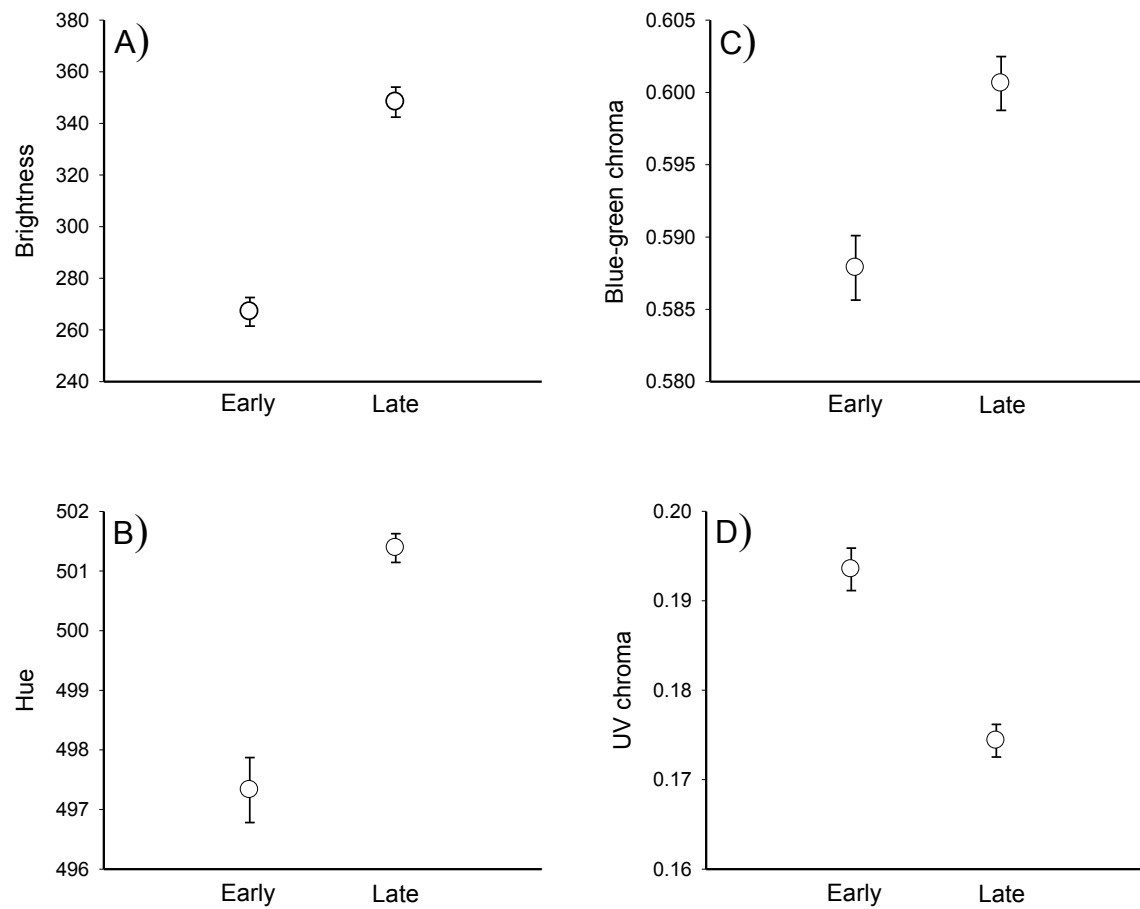 A)
Brightness
380
360
340
320
300
280
260
240
Early Late
C)
Blue-green chroma
0.605
0.600
0.595
0.590
0.585
0.580
Early Late
B)
Hue
502
501
500
499
498
497
496
Early Late
D)
UV chroma
0.20
0.19
0.18
0.17
0.16
Early Late